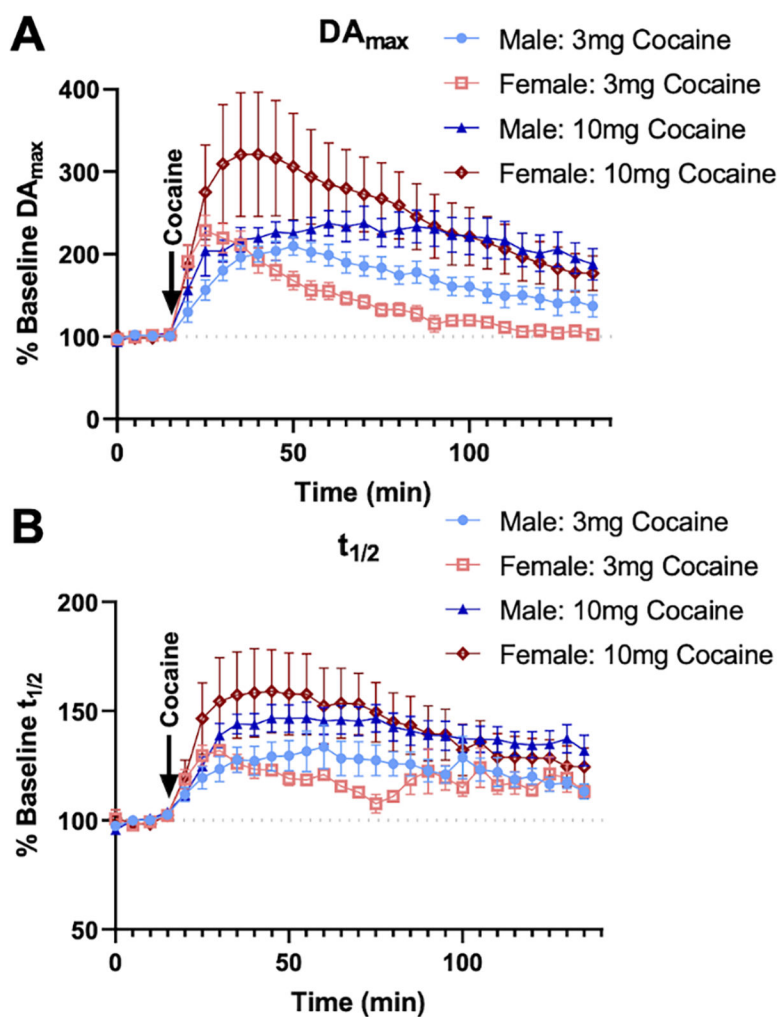 A
DAmax
Male: 3mg Cocaine
Female: 3mg Cocaine
Male: 10mg Cocaine
Female: 10mg Cocaine
% Baseline DAmax
400
300
200
100
0
Cocaine
0
50
100
Time (min)
B
t1/2
Male: 3mg Cocaine
Female: 3mg Cocaine
Male: 10mg Cocaine
Female: 10mg Cocaine
% Baseline t1/2
200
150
100
50
Cocaine
0
50
100
Time (min)